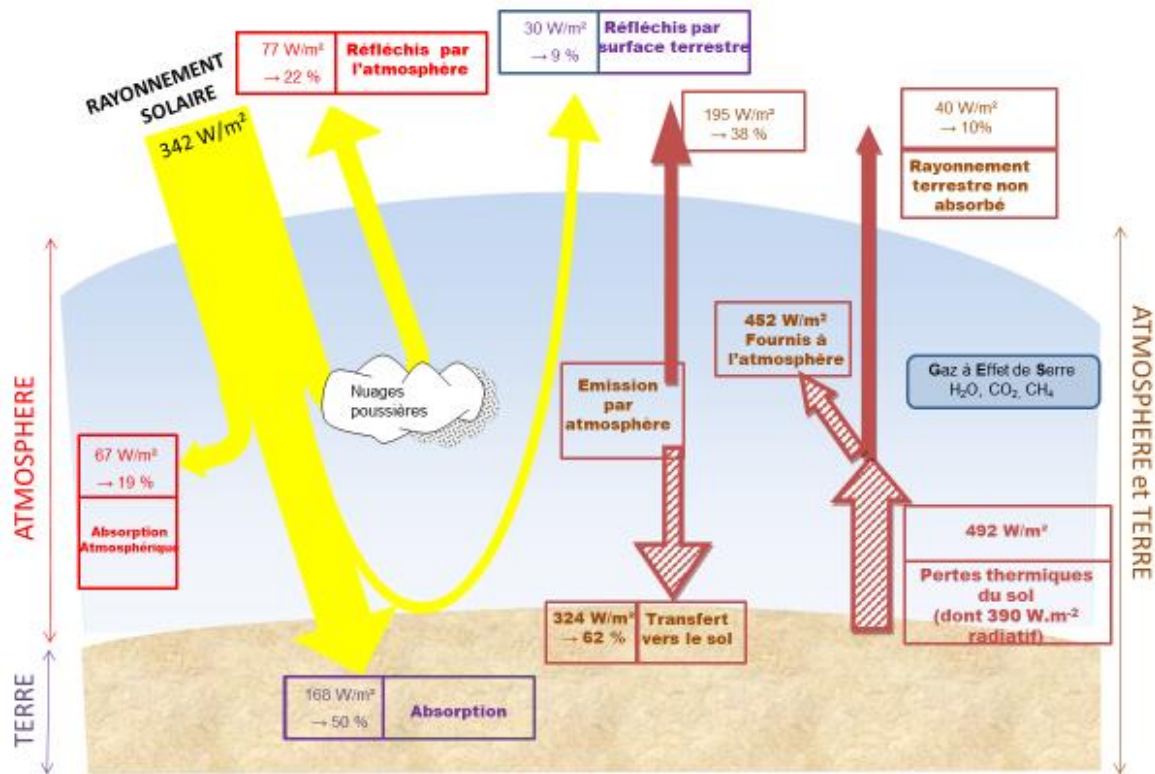 RAYONNEMENT
SOLAIRE
342 W/m²
77 W/m²
→ 22 %
Réfléchis par
l'atmosphère
30 W/m²
→ 9 %
Réfléchis par
surface terrestre
195 W/m²
→ 38 %
40 W/m²
→ 10%
Rayonnement
terrestre non
absorbé
ATMOSPHERE
TERRE
ATMOSPHERE et TERRE
Nuages
poussières
67 W/m²
→ 19 %
Absorption
Atmosphérique
Emission
par
atmosphère
452 W/m²
Fournis à
l'atmosphère
Gaz à Effet de Serre
H₂O, CO₂, CH₄
492 W/m²
Pertes thermiques
du sol
(dont 390 W.m⁻²
radiatif)
324 W/m²
→ 62 %
Transfert
vers le sol
168 W/m²
→ 50 %
Absorption